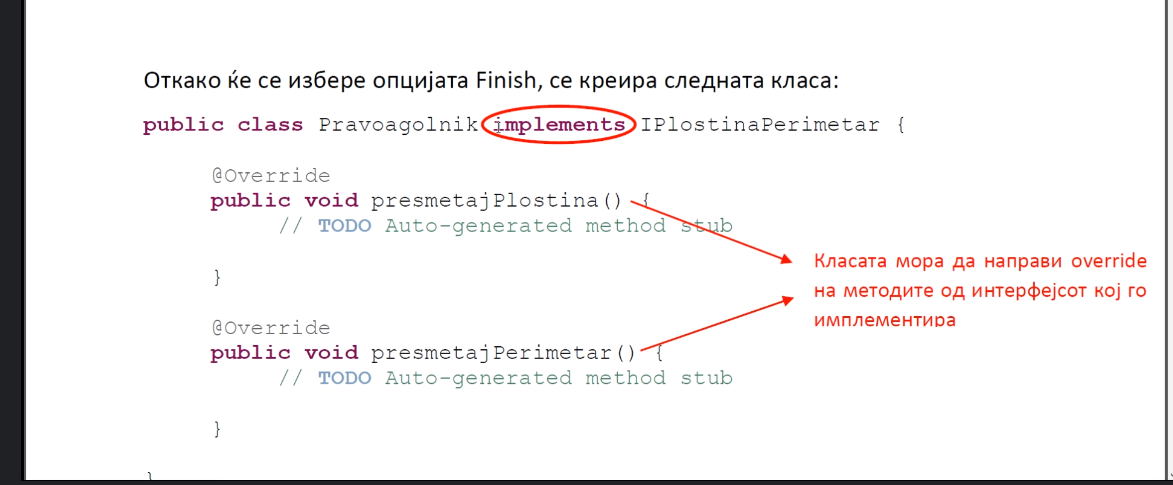 Откако ќе се избере опцијата Finish, се креира следната класа:
public class Pravoagolnik implements IPlostinaPerimetar {
@Override
public void presmetajPlostina() {
// TODO Auto-generated method stub
}
Класата мора да направи override
на методите од интерфејсот кој го
имплементира
@Override
public void presmetajPerimetar() {
// TODO Auto-generated method stub
}
}